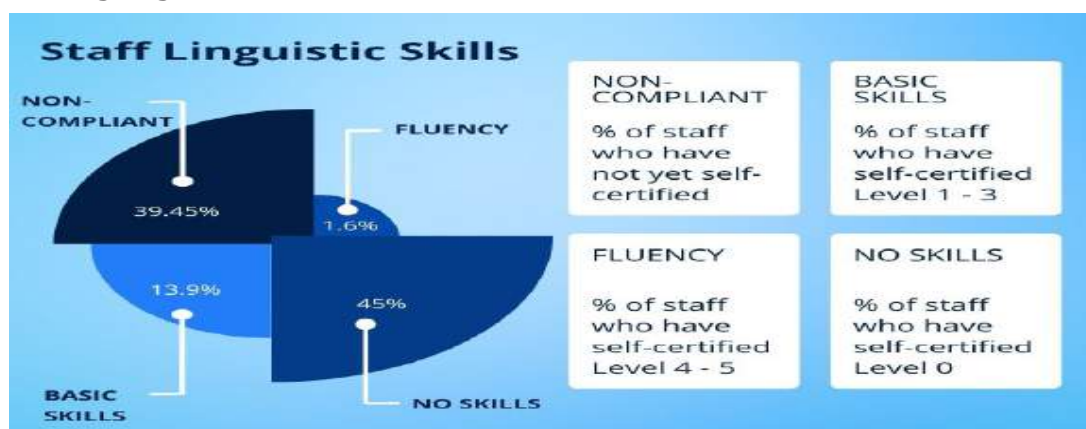 Staff Linguistic Skills
NON-
COMPLIANT
39.45%
FLUENCY
1.6%
13.9%
BASIC
SKILLS
45%
NO SKILLS
NON-
COMPLIANT
% of staff
who have
not yet self-
certified
BASIC
SKILLS
% of staff
who have
self-certified
Level 1 - 3
FLUENCY
% of staff
who have
self-certified
Level 4 - 5
NO SKILLS
% of staff
who have
self-certified
Level 0